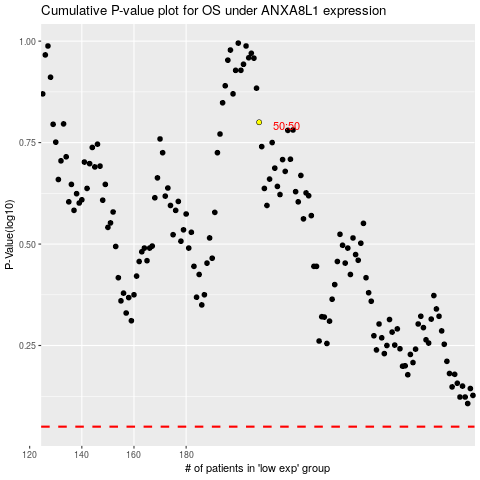 Cumulative P-value plot for OS under ANXA8L1 expression
1.00
50:50
0.75
P-Value(log10)
0.50
0.25
120 140 160 180
# of patients in 'low exp' group